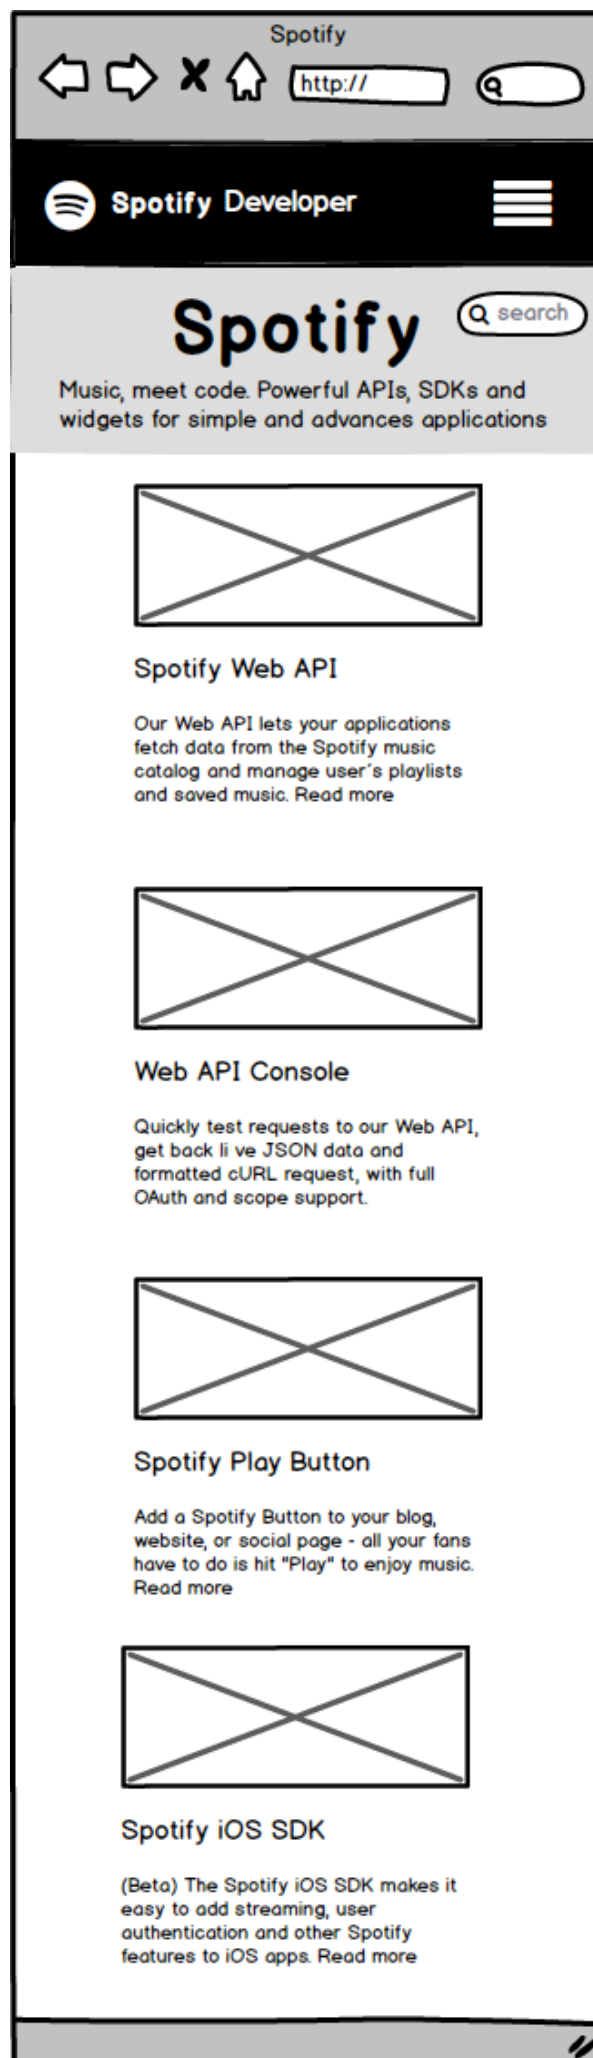 Spotify
http://
Spotify Developer
Spotify
search
Music, meet code. Powerful APIs, SDKs and
widgets for simple and advances applications
Spotify Web API
Our Web API lets your applications
fetch data from the Spotify music
catalog and manage user´s playlists
and saved music. Read more
Web API Console
Quickly test requests to our Web API,
get back li ve JSON data and
formatted cURL request, with full
OAuth and scope support.
Spotify Play Button
Add a Spotify Button to your blog,
website, or social page - all your fans
have to do is hit "Play" to enjoy music.
Read more
Spotify iOS SDK
(Beta) The Spotify iOS SDK makes it
easy to add streaming, user
authentication and other Spotify
features to iOS apps. Read more